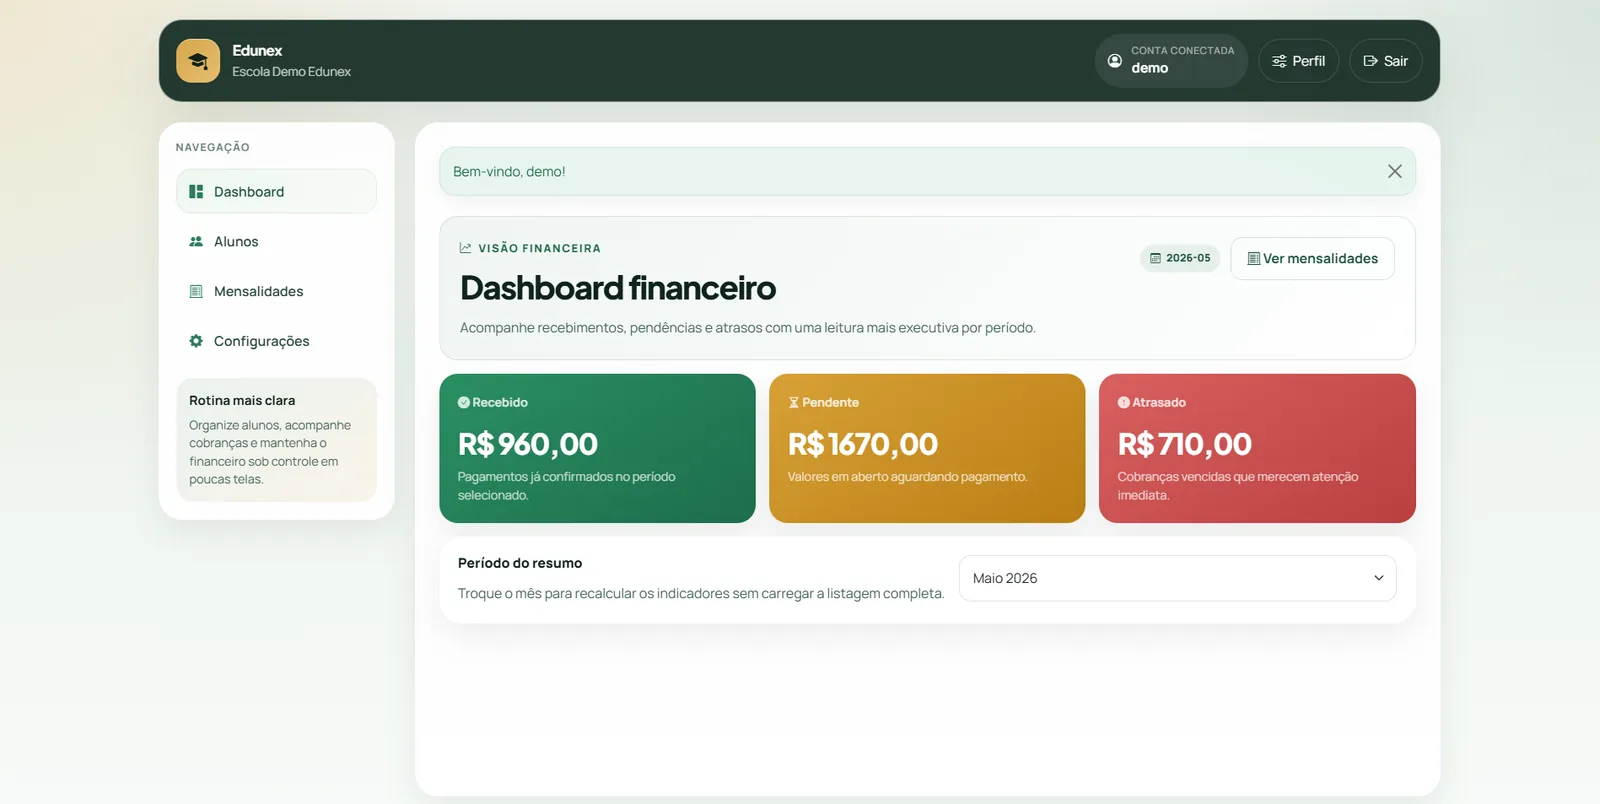 Edunex
Escola Demo Edunex
CONTA CONECTADA
demo
Perfil
Sair
NAVEGAÇÃO
Dashboard
Alunos
Mensalidades
Configurações
Rotina mais clara
Organize alunos, acompanhe
cobranças e mantenha o
financeiro sob controle em
poucas telas.
Bem-vindo, demo!
VISÃO FINANCEIRA
Dashboard financeiro
Acompanhe recebimentos, pendências e atrasos com uma leitura mais executiva por período.
2026-05
Ver mensalidades
Recebido
R$ 960,00
Pagamentos já confirmados no período
selecionado.
Pendente
R$ 1670,00
Valores em aberto aguardando pagamento.
Atrasado
R$ 710,00
Cobranças vencidas que merecem atenção
imediata.
Período do resumo
Troque o mês para recalcular os indicadores sem carregar a listagem completa.
Maio 2026